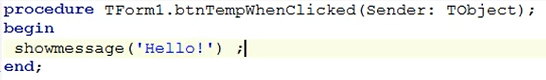 procedure TForm1.btnTempWhenClicked(Sender: TObject);
begin
showmessage('Hello!') ;
end;